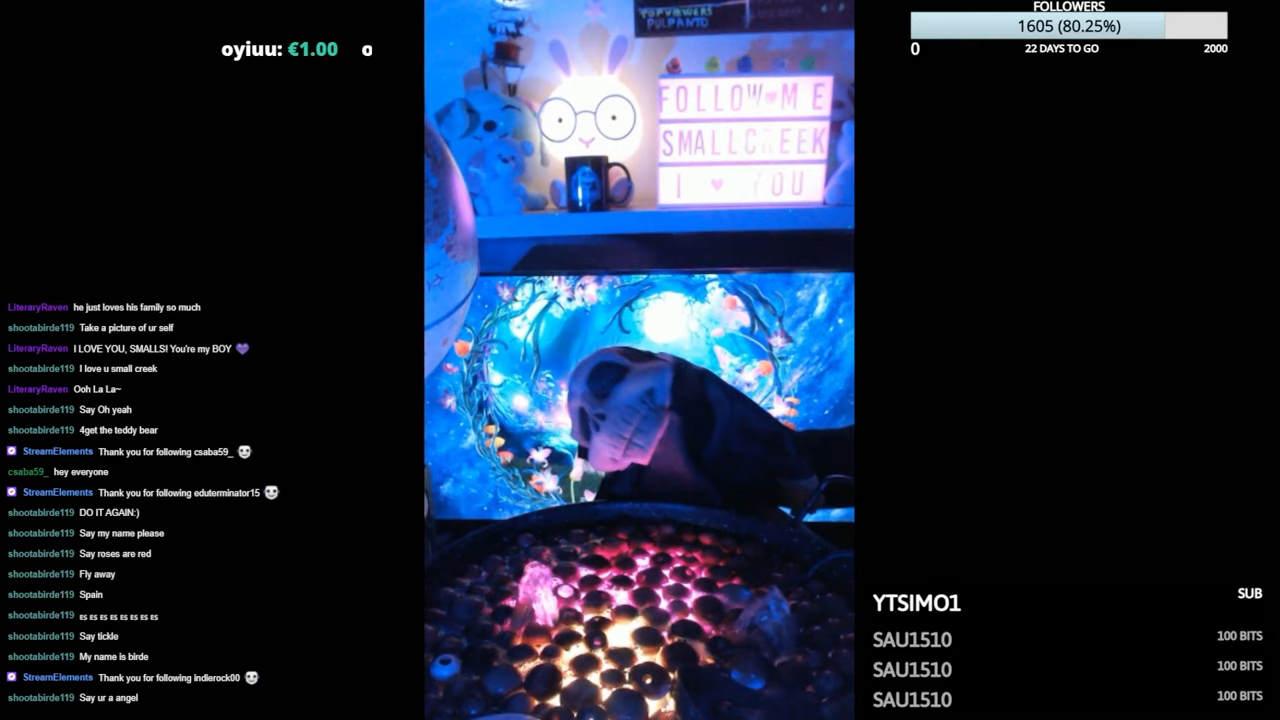 FOLLOWERS
1605 (80.25%)
0
22 DAYS TO GO
2000
oyiuu: €1.00
o
FOLLOW ME
SMALLCREEK
I ♥ YOU
LiteraryRaven he just loves his family so much
shootabirde119 Take a picture of ur self
LiteraryRaven I LOVE YOU, SMALLS! You're my BOY 💜
shootabirde119 I love u small creek
LiteraryRaven Ooh La La~
shootabirde119 Say Oh yeah
shootabirde119 4get the teddy bear
StreamElements Thank you for following csaba59_
csaba59_ hey everyone
StreamElements Thank you for following eduterminator15
shootabirde119 DO IT AGAIN:)
shootabirde119 Say my name please
shootabirde119 Say roses are red
shootabirde119 Fly away
shootabirde119 Spain
shootabirde119 ES ES ES ES ES ES ES ES
shootabirde119 Say tickle
shootabirde119 My name is birde
StreamElements Thank you for following indierock00
shootabirde119 Say ur a angel
YTSIMO1 SUB
SAU1510 100 BITS
SAU1510 100 BITS
SAU1510 100 BITS